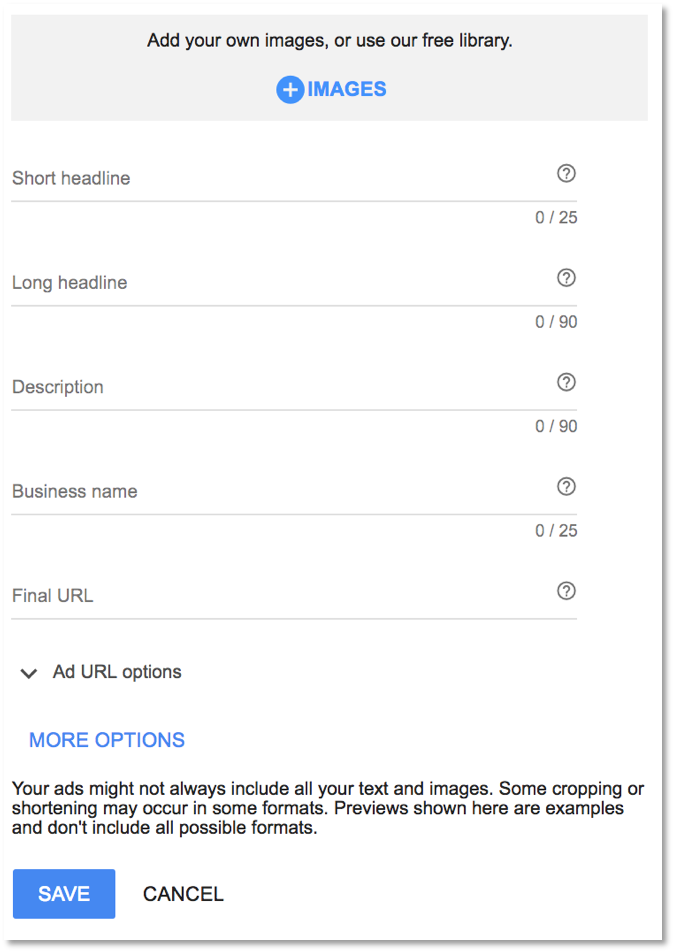 Add your own images, or use our free library.
IMAGES
Short headline
0 / 25
Long headline
0 / 90
Description
0 / 90
Business name
0 / 25
Final URL
Ad URL options
MORE OPTIONS
Your ads might not always include all your text and images. Some cropping or
shortening may occur in some formats. Previews shown here are examples
and don't include all possible formats.
SAVE CANCEL